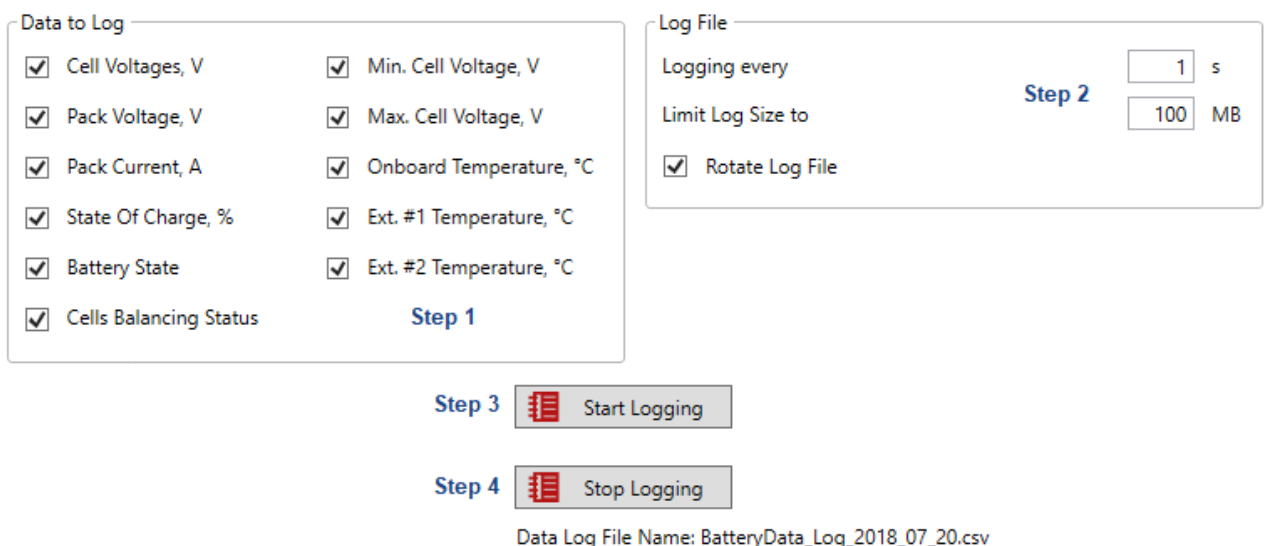 Data to Log
Cell Voltages, V
Min. Cell Voltage, V
Pack Voltage, V
Max. Cell Voltage, V
Pack Current, A
Onboard Temperature, °C
State Of Charge, %
Ext. #1 Temperature, °C
Battery State
Ext. #2 Temperature, °C
Cells Balancing Status
Step 1
Log File
Logging every 1 s
Step 2
Limit Log Size to 100 MB
Rotate Log File
Step 3 Start Logging
Step 4 Stop Logging
Data Log File Name: BatteryData_Log_2018_07_20.csv